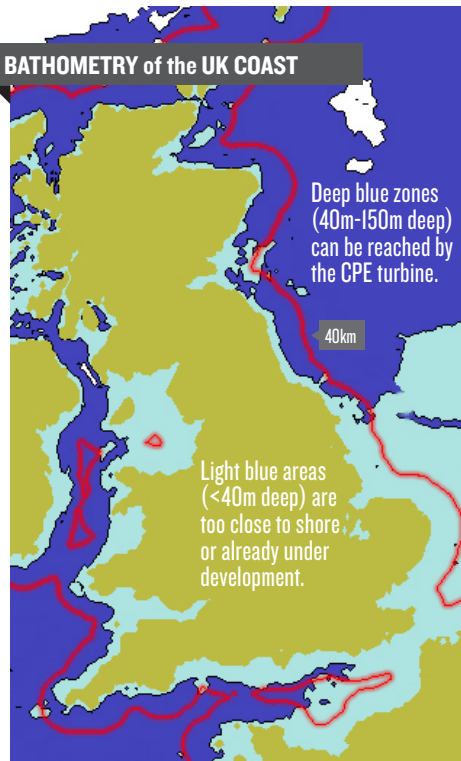 BATHOMETRY of the UK COAST
Deep blue zones
(40m-150m deep)
can be reached by
the CPE turbine.
40km
Light blue areas
(<40m deep) are
too close to shore
or already under
development.